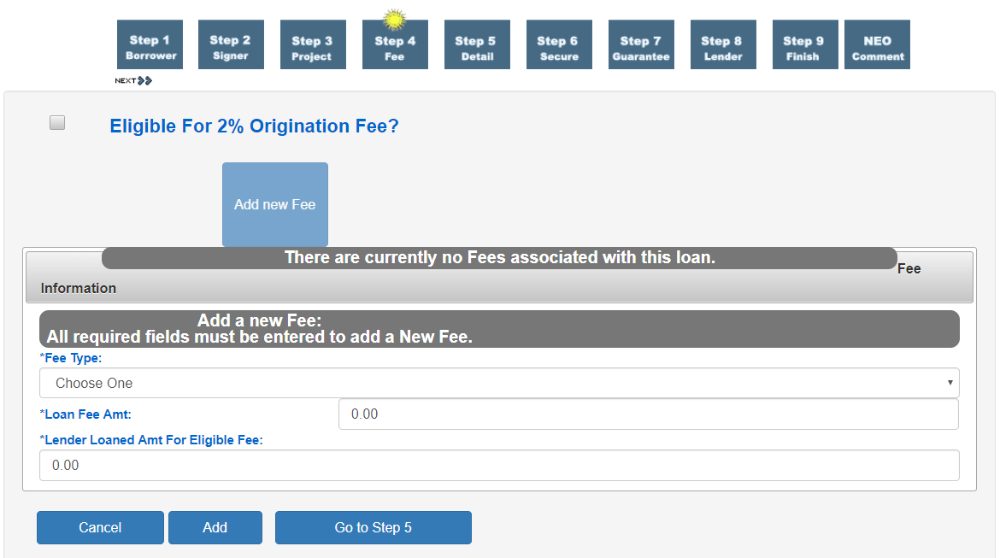 Step 1 Step 2 Step 3 Step 4 Step 5 Step 6 Step 7 Step 8 Step 9 NEO
Borrower Signer Project Fee Detail Secure Guarantee Lender Finish Comment
NEXT
Eligible For 2% Origination Fee?
Add new Fee
There are currently no Fees associated with this loan.
Fee
Information
Add a new Fee:
All required fields must be entered to add a New Fee.
*Fee Type:
Choose One
*Loan Fee Amt: 0.00
*Lender Loaned Amt For Eligible Fee:
0.00
Cancel Add Go to Step 5